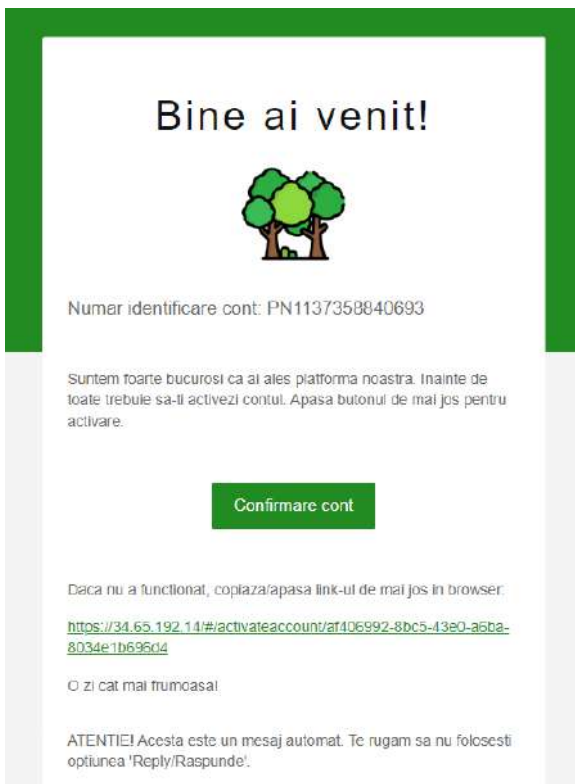 Bine ai venit!
Numar identificare cont: PN1137358840693
Suntem foarte bucurosi ca ai ales platforma noastra. Inainte de
toate trebuie sa-ti activezi contul. Apasa butonul de mai jos pentru
activare.
Confirmare cont
Daca nu a functionat, copiaza/apasa link-ul de mai jos in browser:
https://34.65.192.14/#/activateaccount/af406992-8bc5-43e0-a6ba-
8034e1b696d4
O zi cat mai frumoasa!
ATENTIE! Acesta este un mesaj automat. Te rugam sa nu folosesti
optiunea 'Reply/Raspunde'.